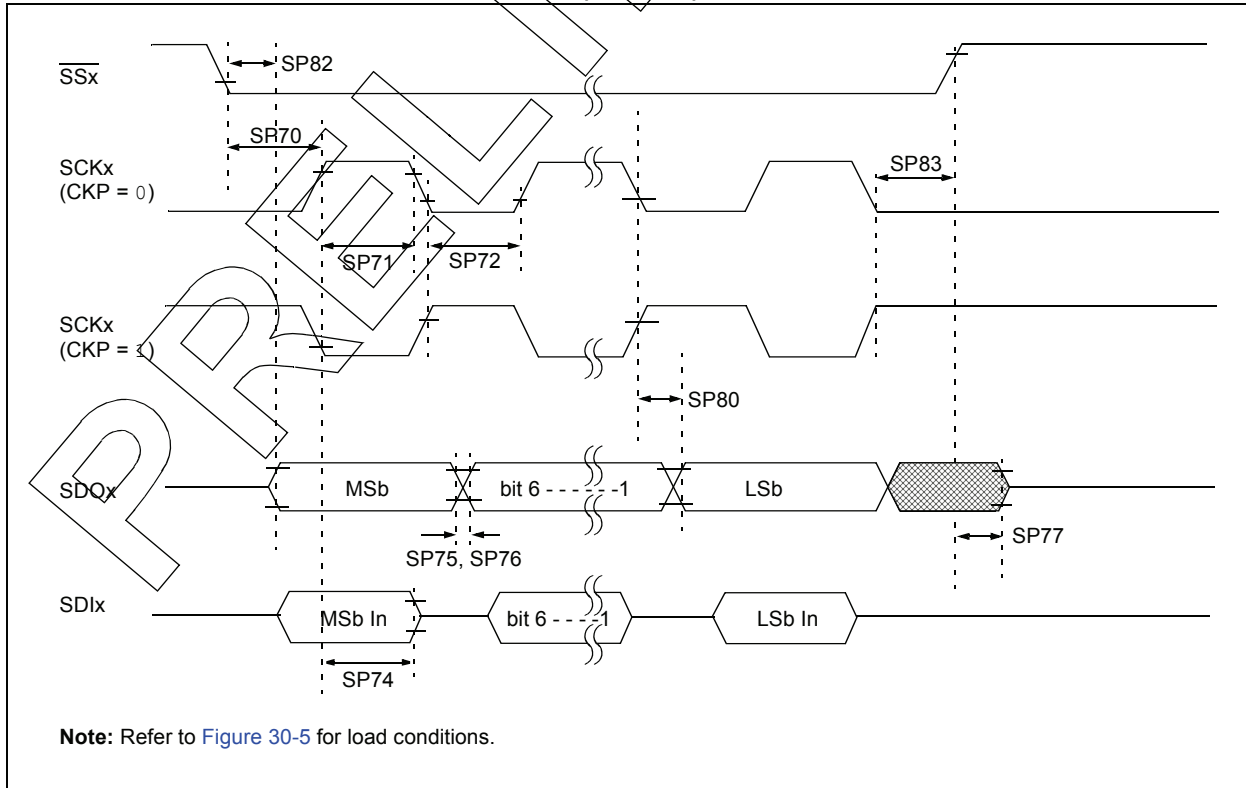 SSx
SP82
SP70
SCKx
(CKP = 0)
SP83
SP71
SP72
SCKx
(CKP = 1)
SP80
SDOx
MSb
bit 6 - - - - - -1
LSb
SP75, SP76
SP77
SDIx
MSb In
bit 6 - - - -1
LSb In
SP74
Note: Refer to Figure 30-5 for load conditions.
PRELI